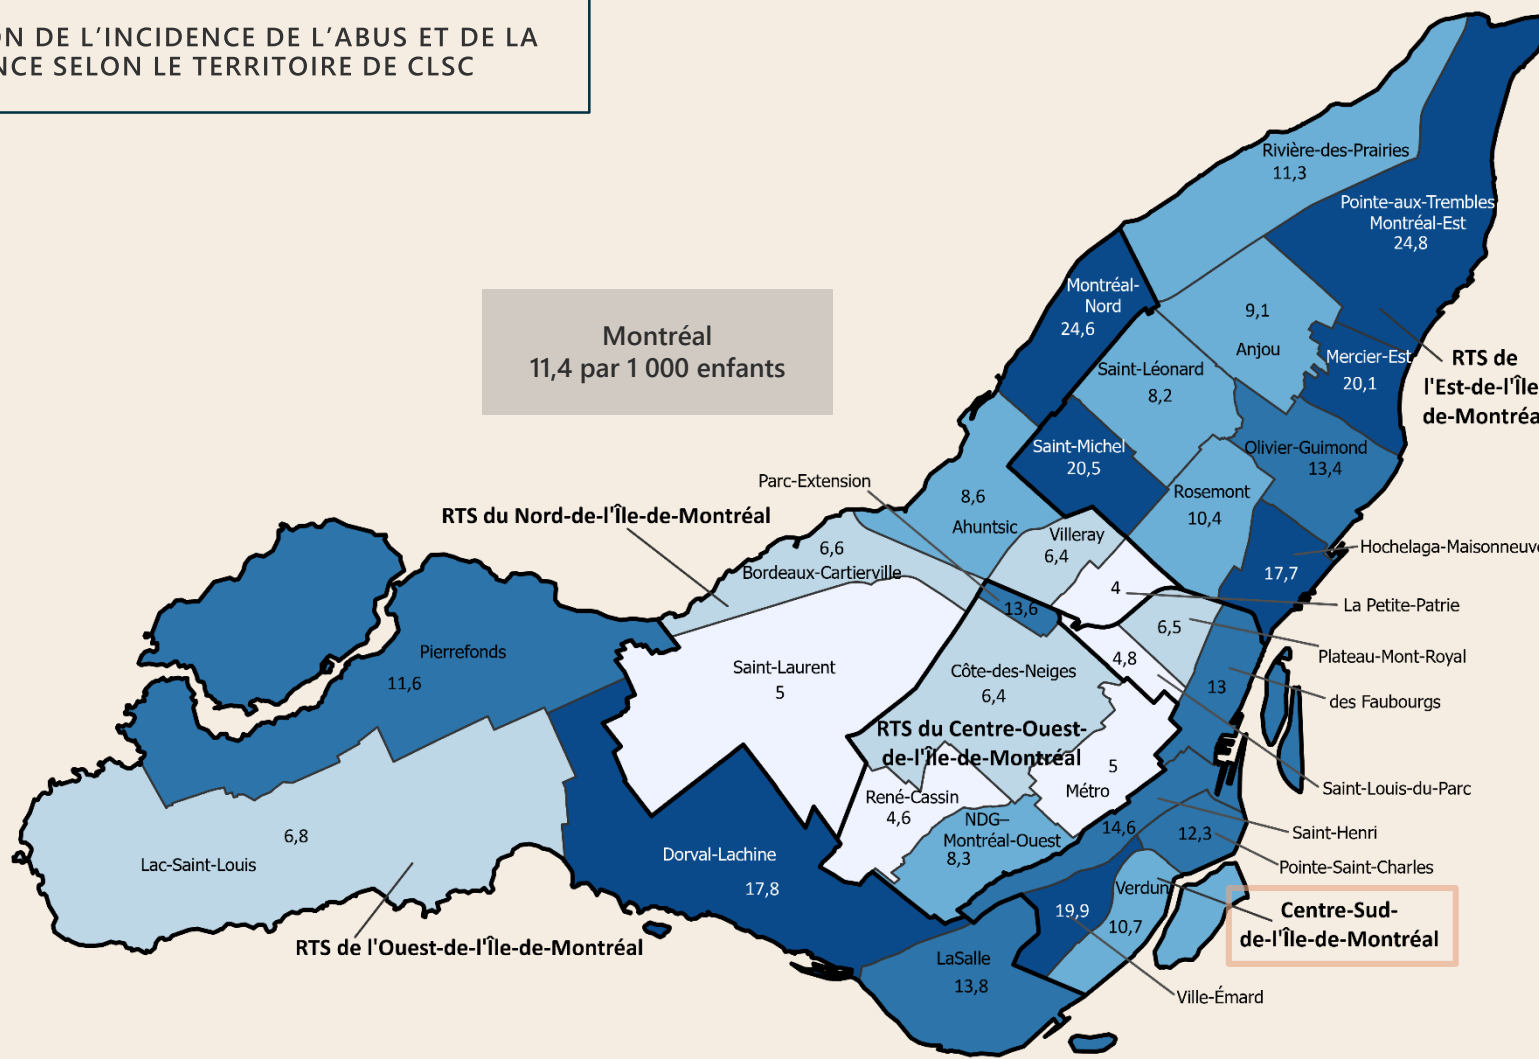 ON DE L'INCIDENCE DE L'ABUS ET DE LA
NCE SELON LE TERRITOIRE DE CLSC
Montréal
11,4 par 1 000 enfants
Rivière-des-Prairies
11,3
Pointe-aux-Trembles
Montréal-Est
24,8
Montréal-
Nord
24,6
9,1
Anjou
Mercier-Est
20,1
RTS de
l'Est-de-l'Île
de-Montréa
Saint-Léonard
8,2
Saint-Michel
20,5
Olivier-Guimond
13,4
Rosemont
10,4
Parc-Extension
RTS du Nord-de-l'Île-de-Montréal
8,6
Ahuntsic
Villeray
6,4
6,6
Bordeaux-Cartierville
Hochelaga-Maisonneuve
17,7
4
La Petite-Patrie
13,6
6,5
Plateau-Mont-Royal
4,8
Pierrefonds
11,6
Saint-Laurent
5
Côte-des-Neiges
6,4
13
des Faubourgs
RTS du Centre-Ouest-
de-l'Île-de-Montréal
5
Métro
Saint-Louis-du-Parc
René-Cassin
4,6
NDG–
Montréal-Ouest
8,3
14,6
12,3
Saint-Henri
Pointe-Saint-Charles
6,8
Lac-Saint-Louis
Dorval-Lachine
17,8
Verdun
10,7
19,9
Centre-Sud-
de-l'Île-de-Montréal
RTS de l'Ouest-de-l'Île-de-Montréal
LaSalle
13,8
Ville-Émard